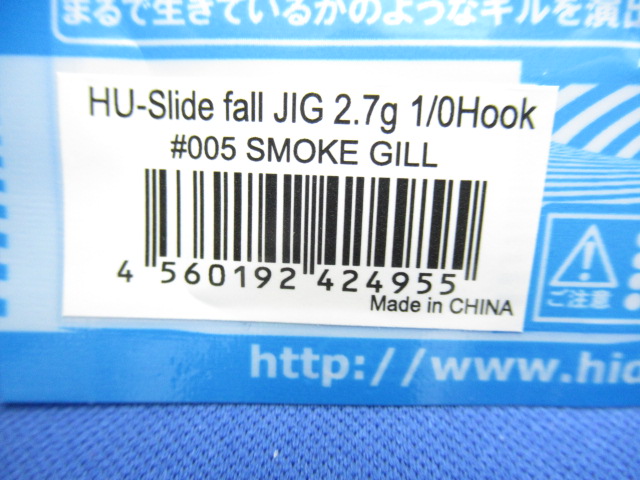 まるで生きているかのようなギルを演出
HU-Slide fall JIG 2.7g 1/0Hook
#005 SMOKE GILL
4 560192 424955
Made in CHINA
ご注意
http://www.hid